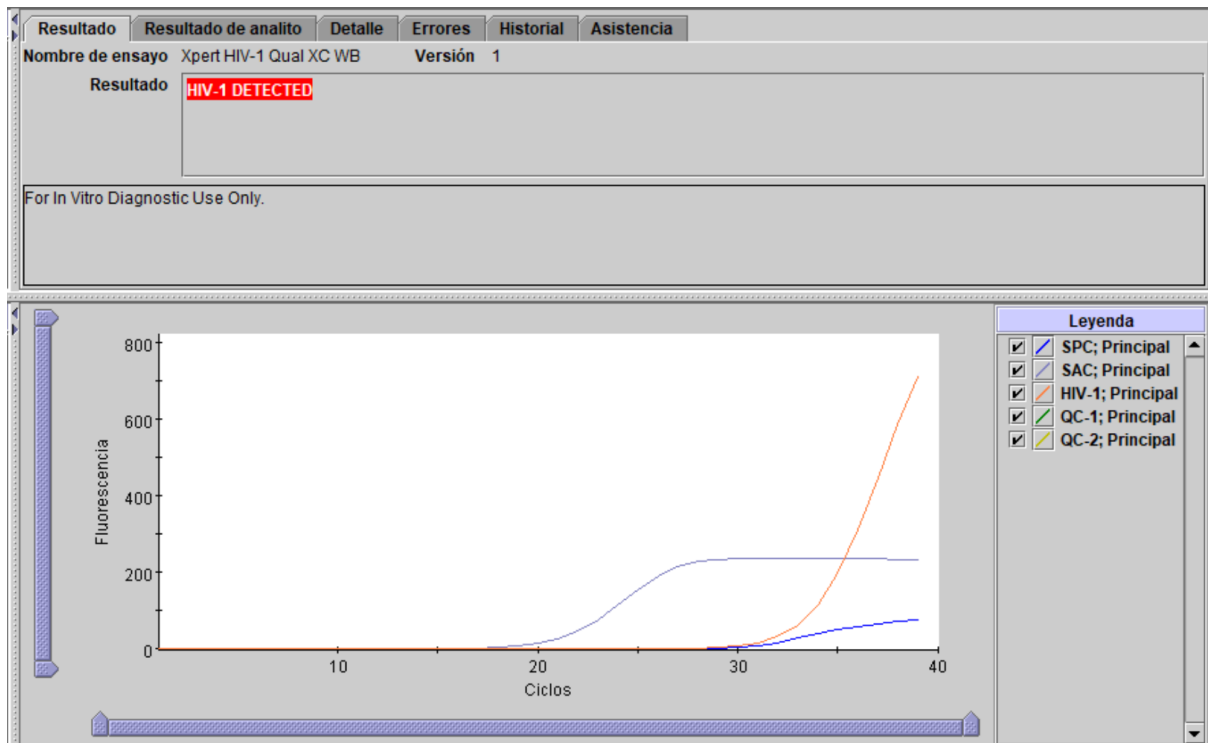 Resultado Resultado de analito Detalle Errores Historial Asistencia
Nombre de ensayo Xpert HIV-1 Qual XC WB Versión 1
Resultado HIV-1 DETECTED
For In Vitro Diagnostic Use Only.
800
600
400
200
0
Fluorescencia
10 20 30 40
Ciclos
Leyenda
SPC; Principal
SAC; Principal
HIV-1; Principal
QC-1; Principal
QC-2; Principal